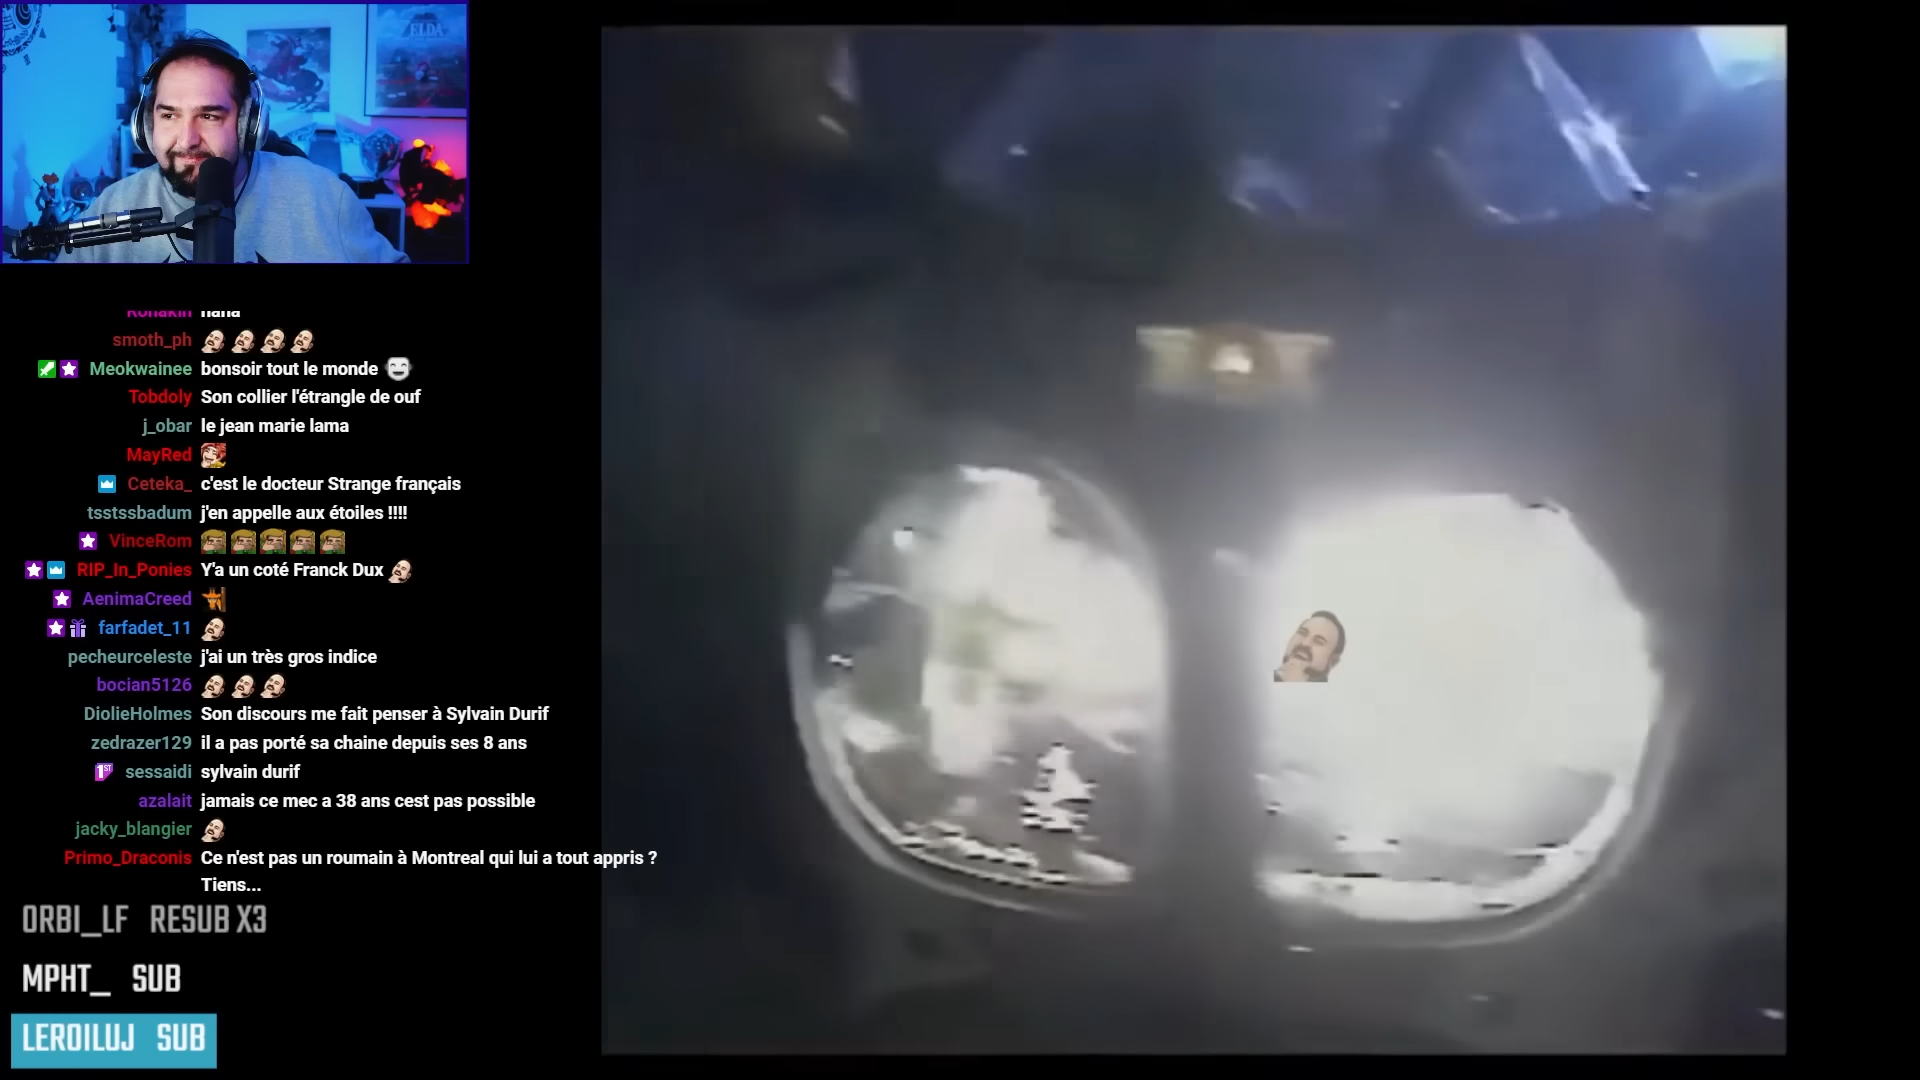 ZELDA
Ronakin haha
smoth_ph
Meokwainee bonsoir tout le monde
Tobdoly Son collier l'étrangle de ouf
j_obar le jean marie lama
MayRed
Ceteka_ c'est le docteur Strange français
tsstssbadum j'en appelle aux étoiles !!!!
VinceRom
RIP_In_Ponies Y'a un coté Franck Dux
AenimaCreed
farfadet_11
pecheurceleste j'ai un très gros indice
bocian5126
DiolieHolmes Son discours me fait penser à Sylvain Durif
zedrazer129 il a pas porté sa chaine depuis ses 8 ans
1ST sessaidi sylvain durif
azalait jamais ce mec a 38 ans cest pas possible
jacky_blangier
Primo_Draconis Ce n'est pas un roumain à Montreal qui lui a tout appris ?
Tiens...
ORBI_LF RESUB X3
MPHT_ SUB
LEROILUJ SUB